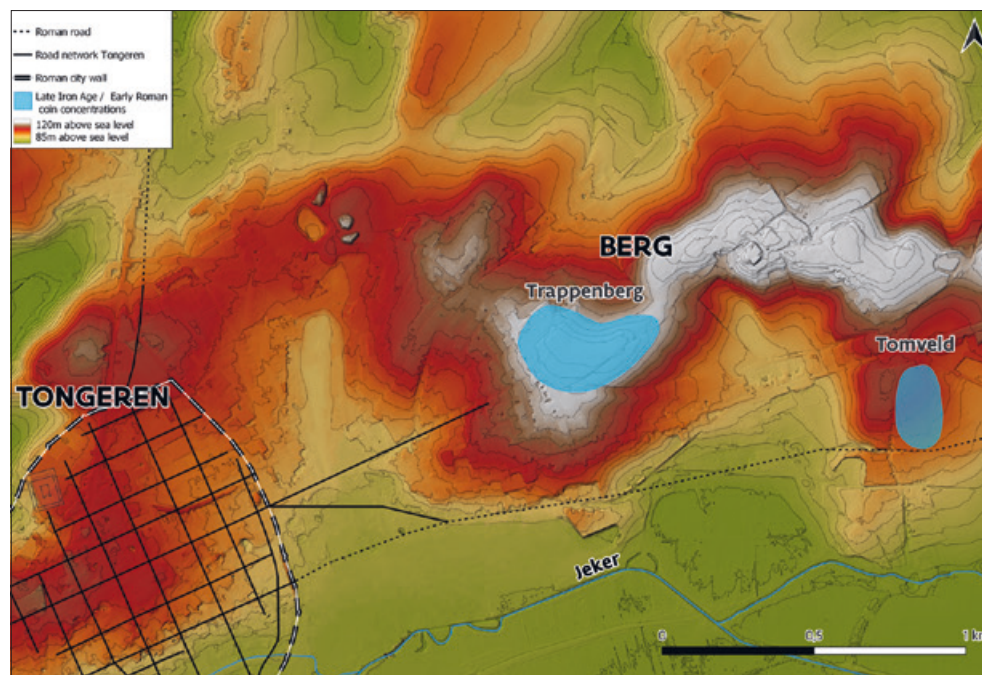 Roman road
Road network Tongeren
Roman city wall
Late Iron Age / Early Roman
coin concentrations
120m above sea level
85m above sea level
BERG
Trappenberg
Tomveld
TONGEREN
Jeker
0 0,5 1 k